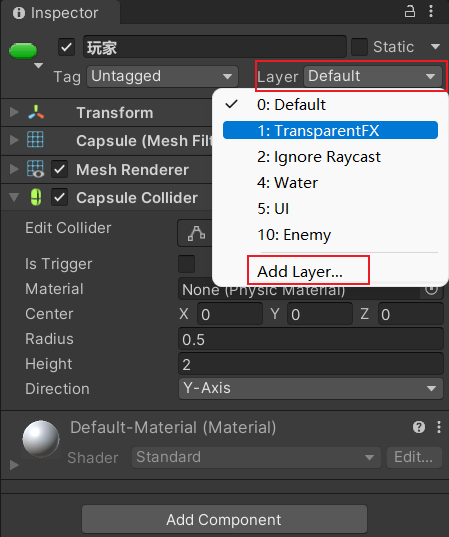 Inspector
玩家
Static
Tag Untagged Layer Default
0: Default
1: TransparentFX
2: Ignore Raycast
4: Water
5: UI
10: Enemy
Add Layer...
Transform
Capsule (Mesh Filt
Mesh Renderer
Capsule Collider
Edit Collider
Is Trigger
Material None (Physic Material)
Center X 0 Y 0 Z 0
Radius 0.5
Height 2
Direction Y-Axis
Default-Material (Material)
Shader Standard Edit...
Add Component